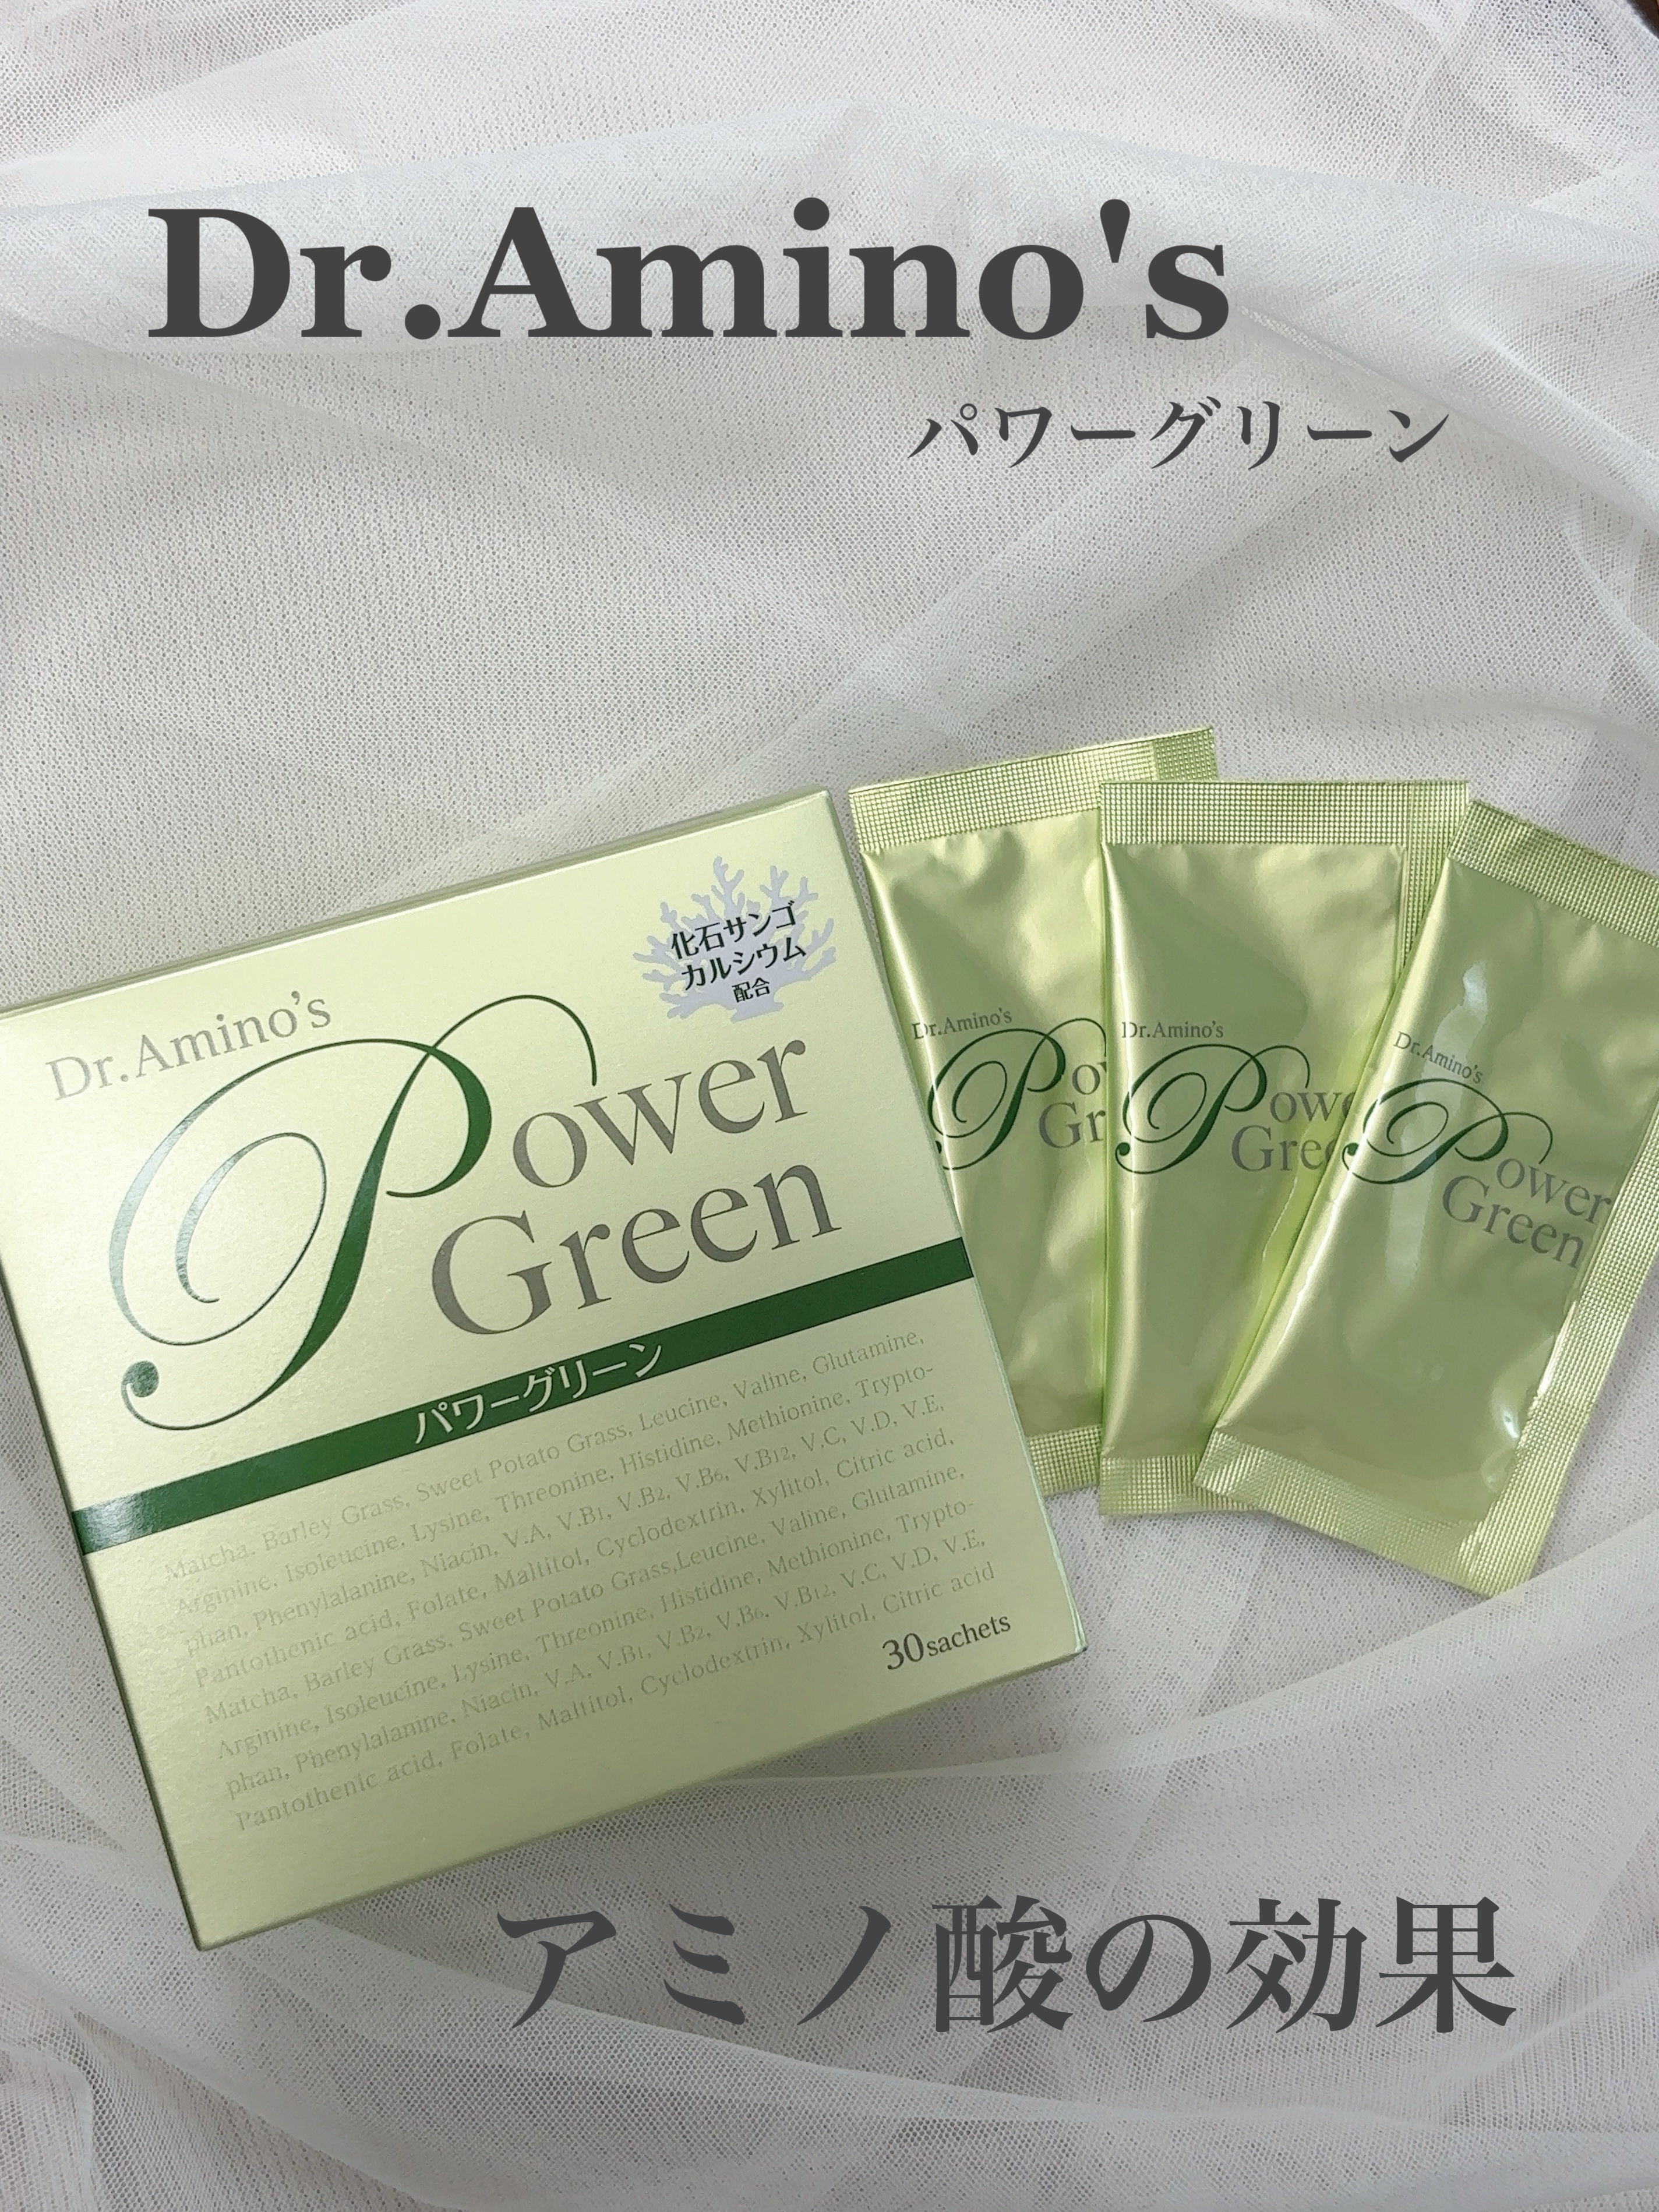 Dr.Amino's
パワーグリーン
化石サンゴ
カルシウム
配合
Dr.Amino's
Power
Green
パワーグリーン
Matcha, Barley Grass, Sweet Potato Grass, Leucine, Valine, Glutamine,
Arginine, Isoleucine, Lysine, Threonine, Histidine, Methionine, Trypto-
phan, Phenylalanine, Niacin, V.A, V.B1, V.B2, V.B6, V.B12, V.C, V.D, V.E,
Pantothenic acid, Folate, Maltitol, Cyclodextrin, Xylitol, Citric acid,
Matcha, Barley Grass, Sweet Potato Grass,Leucine, Valine, Glutamine,
Arginine, Isoleucine, Lysine, Threonine, Histidine, Methionine, Trypto-
phan, Phenylalanine, Niacin, V.A, V.B1, V.B2, V.B6, V.B12, V.C, V.D, V.E,
Pantothenic acid, Folate, Maltitol, Cyclodextrin, Xylitol, Citric acid
30sachets
Dr.Amino's
Po
Gr
Dr.Amino's
Powe
Gree
Dr.Amino's
Power
Green
アミノ酸の効果